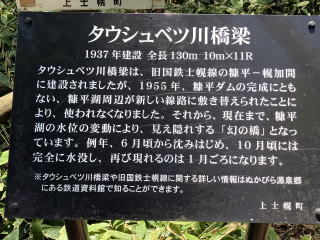 上士幌町
タウシュベツ川橋梁
1937年建設 全長130m 10m×11R
タウシュベツ川橋梁は、旧国鉄士幌線の糠平－幌加間
に建設されましたが、1955年、糠平ダムの完成にとも
ない、糠平湖周辺が新しい線路に敷き替えられたことに
より、使われなくなりました。それから、現在まで、糠平
湖の水位の変動により、見え隠れする「幻の橋」となっ
ています。例年、6月頃から沈みはじめ、10月頃には
完全に水没し、再び現れるのは1月ごろになります。
※タウシュベツ川橋梁や旧国鉄士幌線に関する詳しい情報はぬかびら源泉郷
にある鉄道資料館で知ることができます。
上士幌町